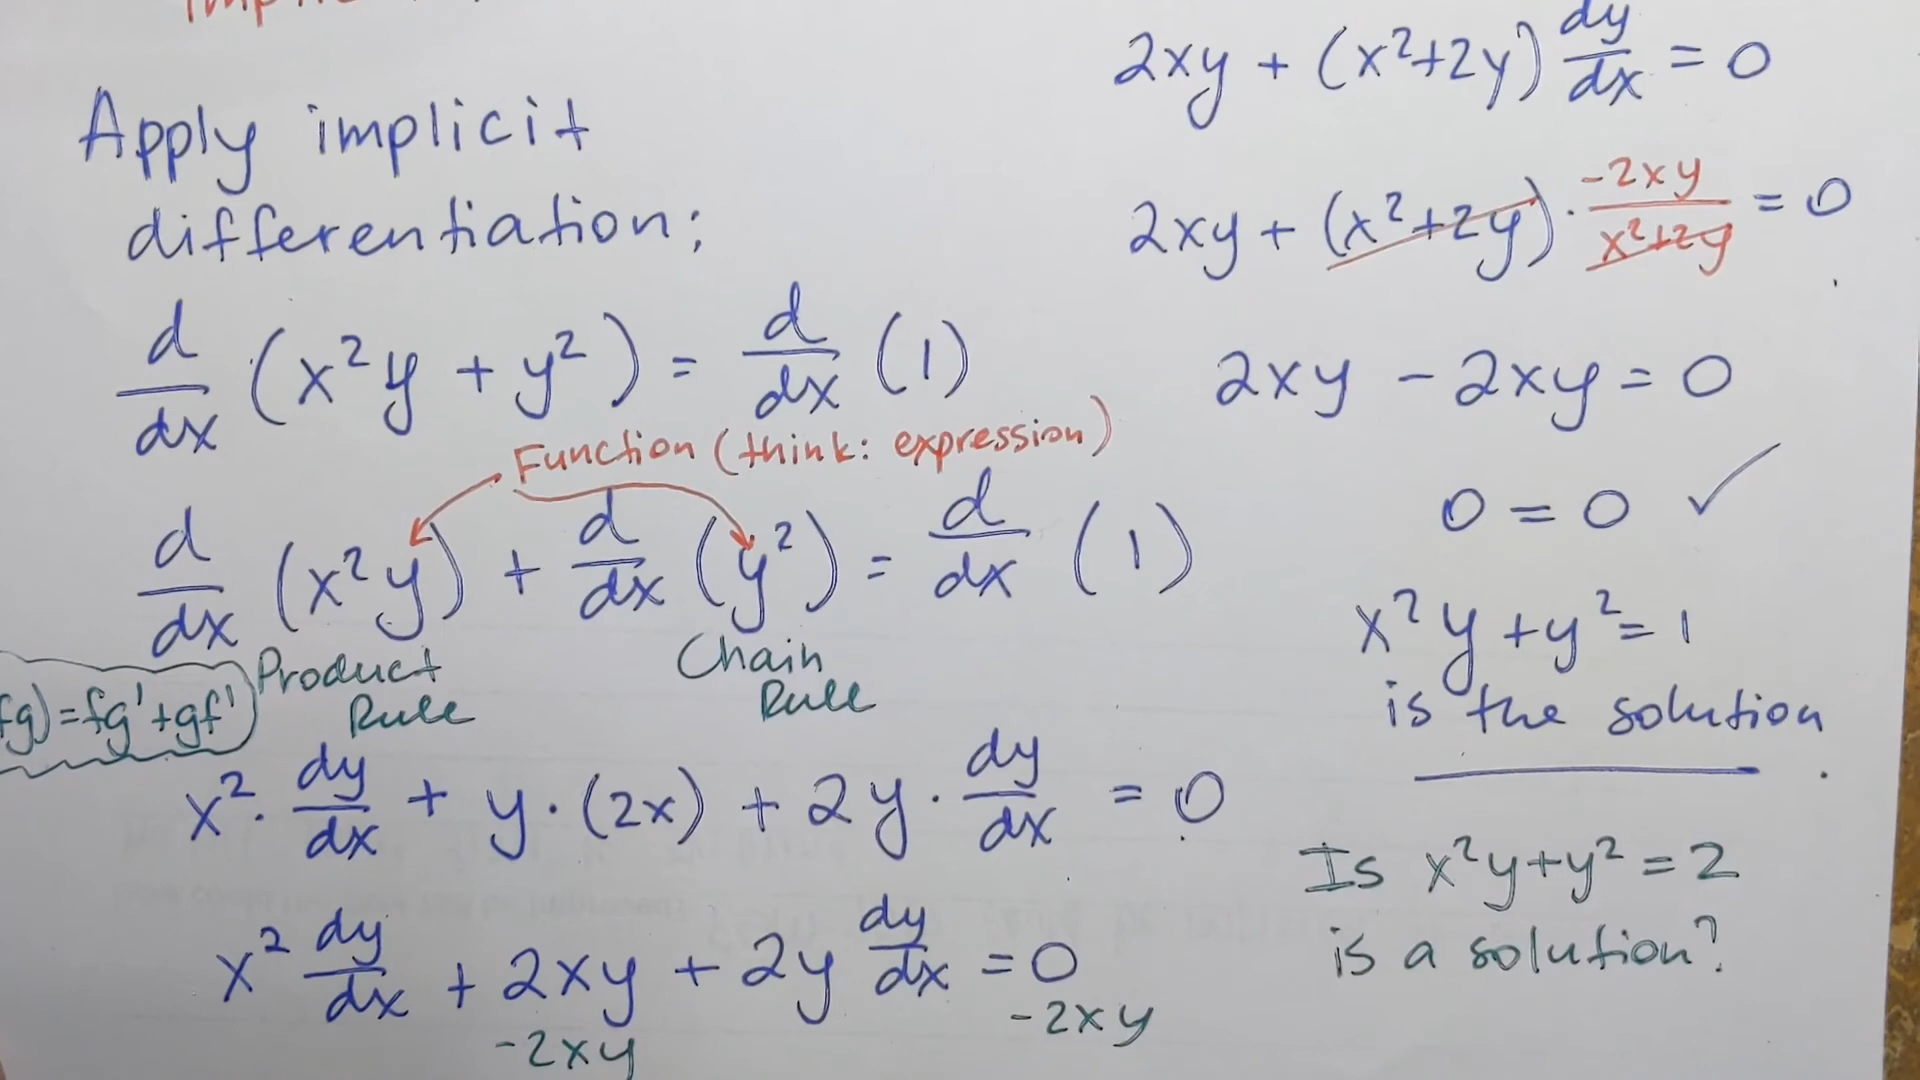 Apply implicit
differentiation:
d/dx (x²y + y²) = d/dx (1)
Function (think: expression)
d/dx (x²y) + d/dx (y²) = d/dx (1)
Product Rule
Chain Rule
fg) = fg' + gf'
x² · dy/dx + y · (2x) + 2y · dy/dx = 0
x² dy/dx + 2xy + 2y dy/dx = 0
-2xy -2xy
2xy + (x²+2y) dy/dx = 0
2xy + (x²+2y) · -2xy/x²+2y = 0
2xy - 2xy = 0
0 = 0 ✓
x²y + y² = 1
is the solution
Is x²y+y² = 2
is a solution?